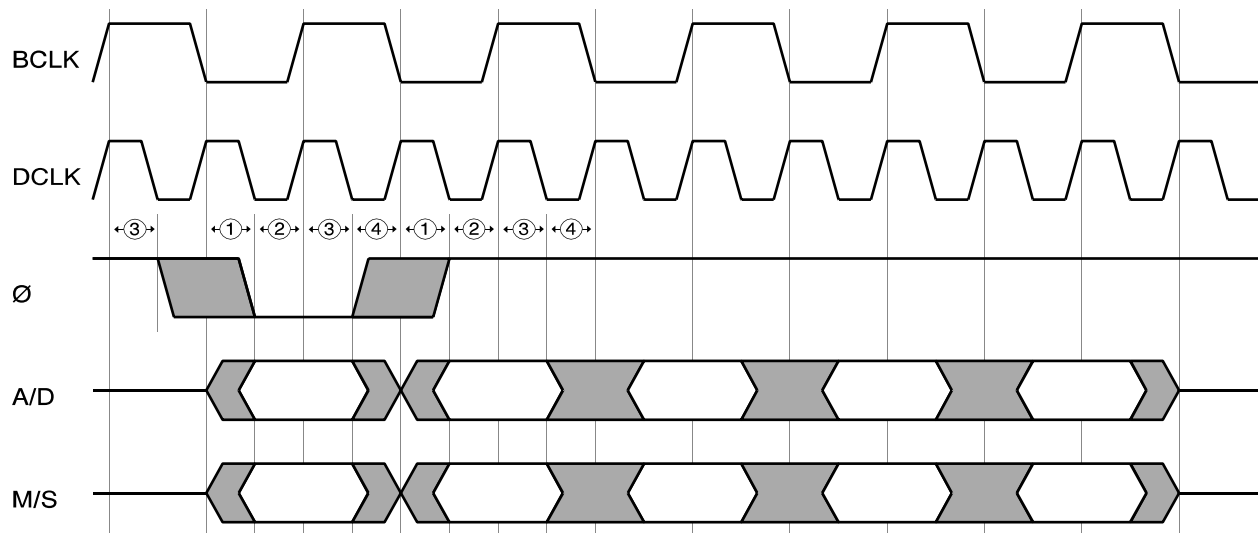 BCLK
DCLK
③ ① ② ③ ④ ① ② ③ ④
Ø
A/D
M/S